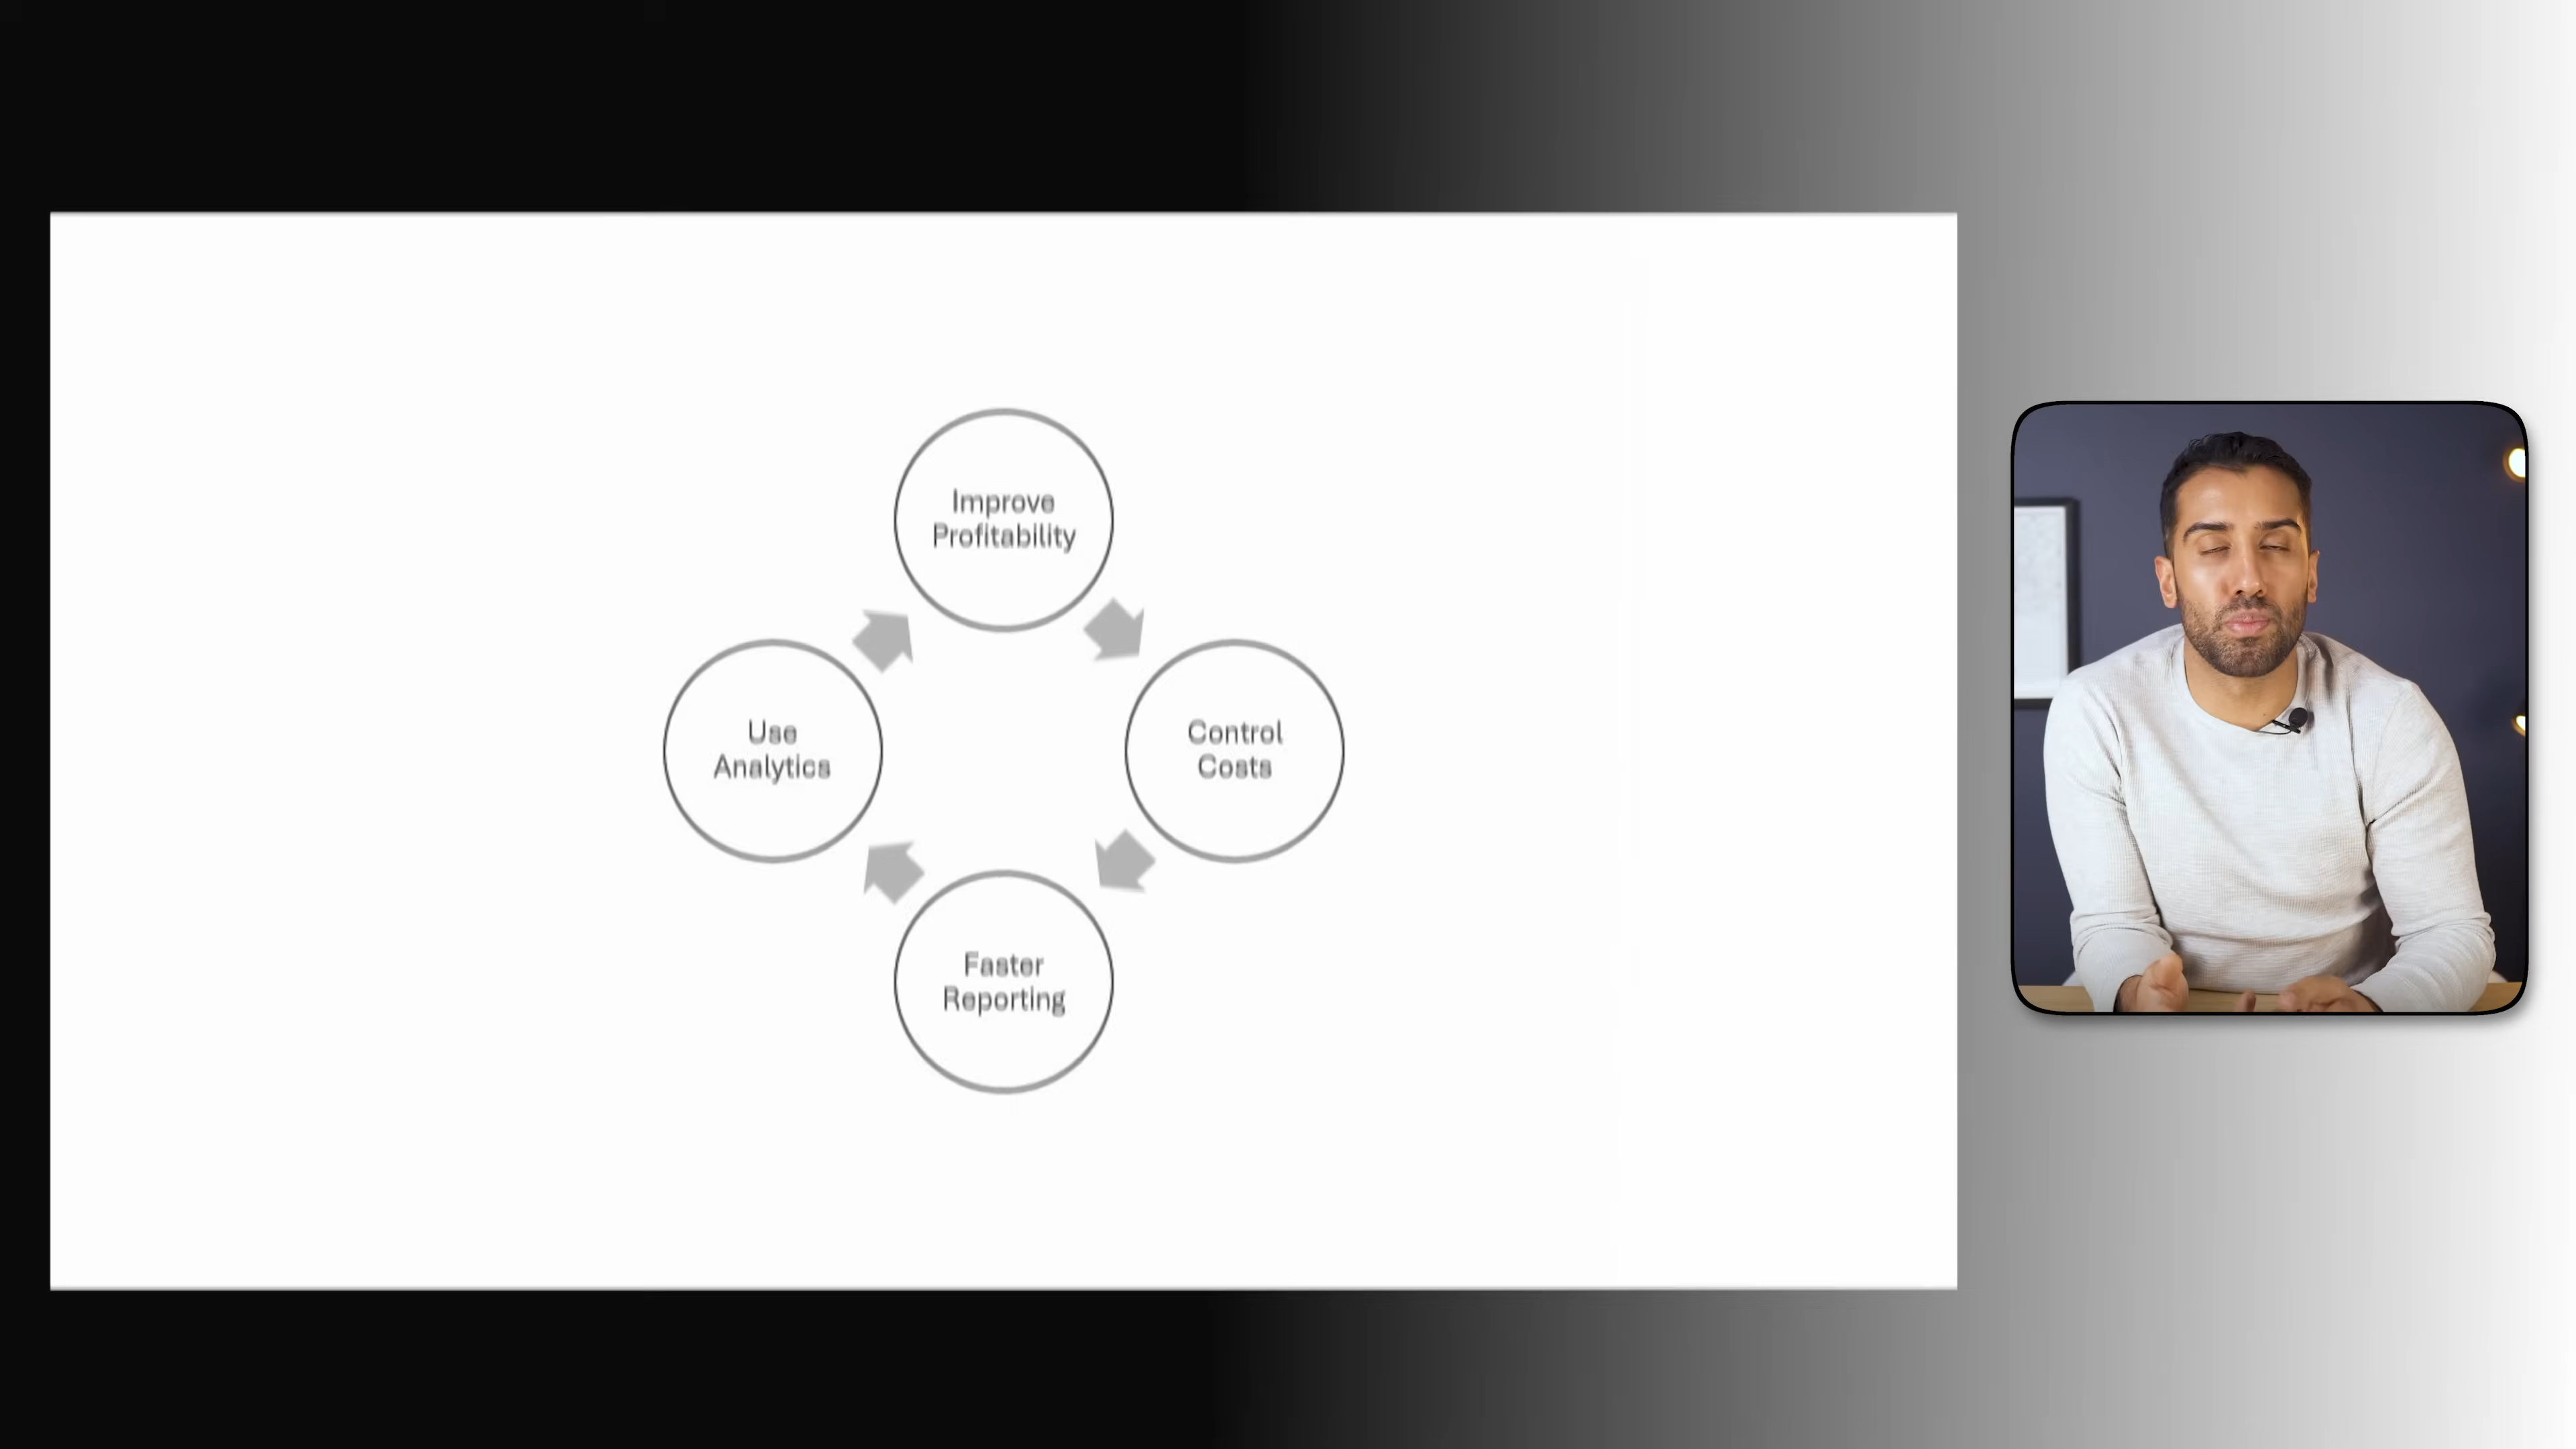 Improve
Profitability
Control
Costs
Faster
Reporting
Use
Analytics